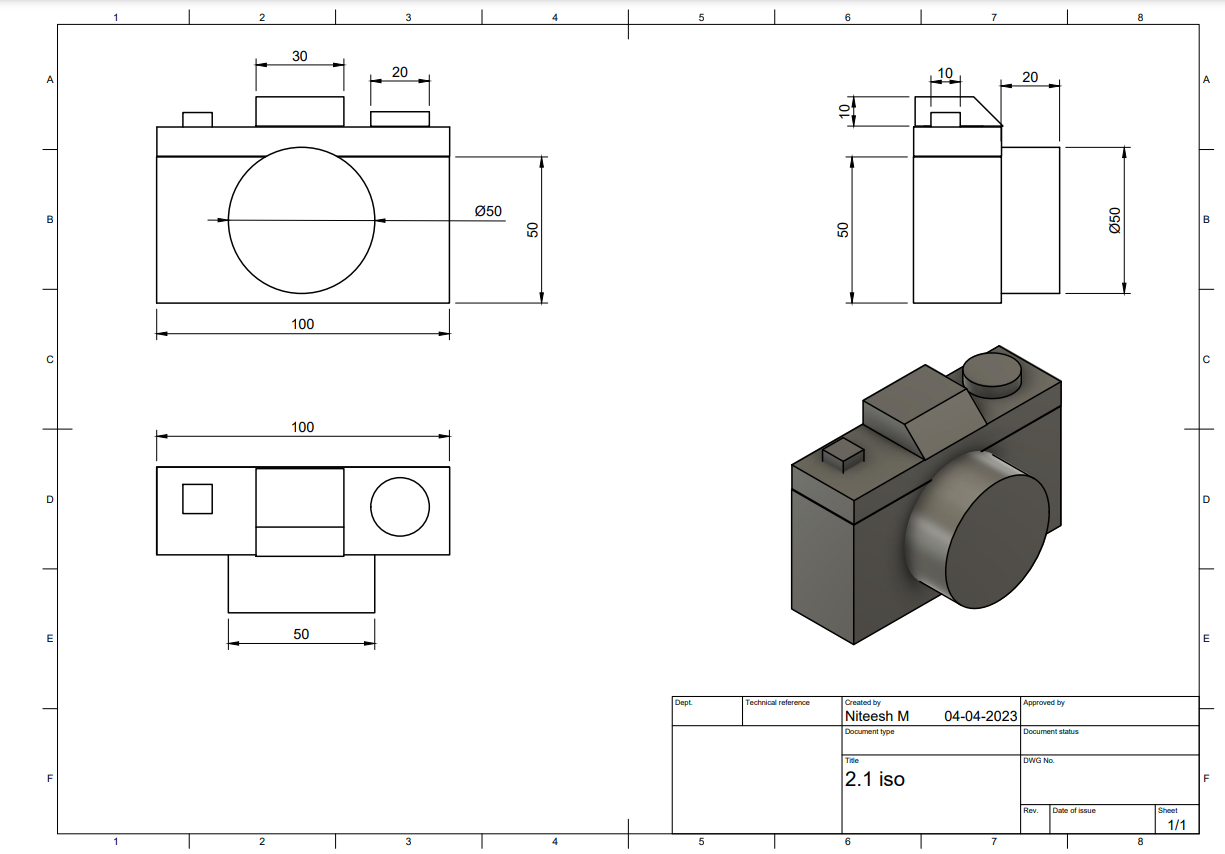 1 2 3 4 5 6 7 8
A A
30
20
10
20
10
Ø50
50
50
Ø50
B B
100
C C
100
D D
50
E E
Dept. Technical reference Created by Approved by
Niteesh M 04-04-2023
Document type Document status
Title DWG No.
2.1 iso
F F
Rev. Date of issue Sheet
1/1
1 2 3 4 5 6 7 8